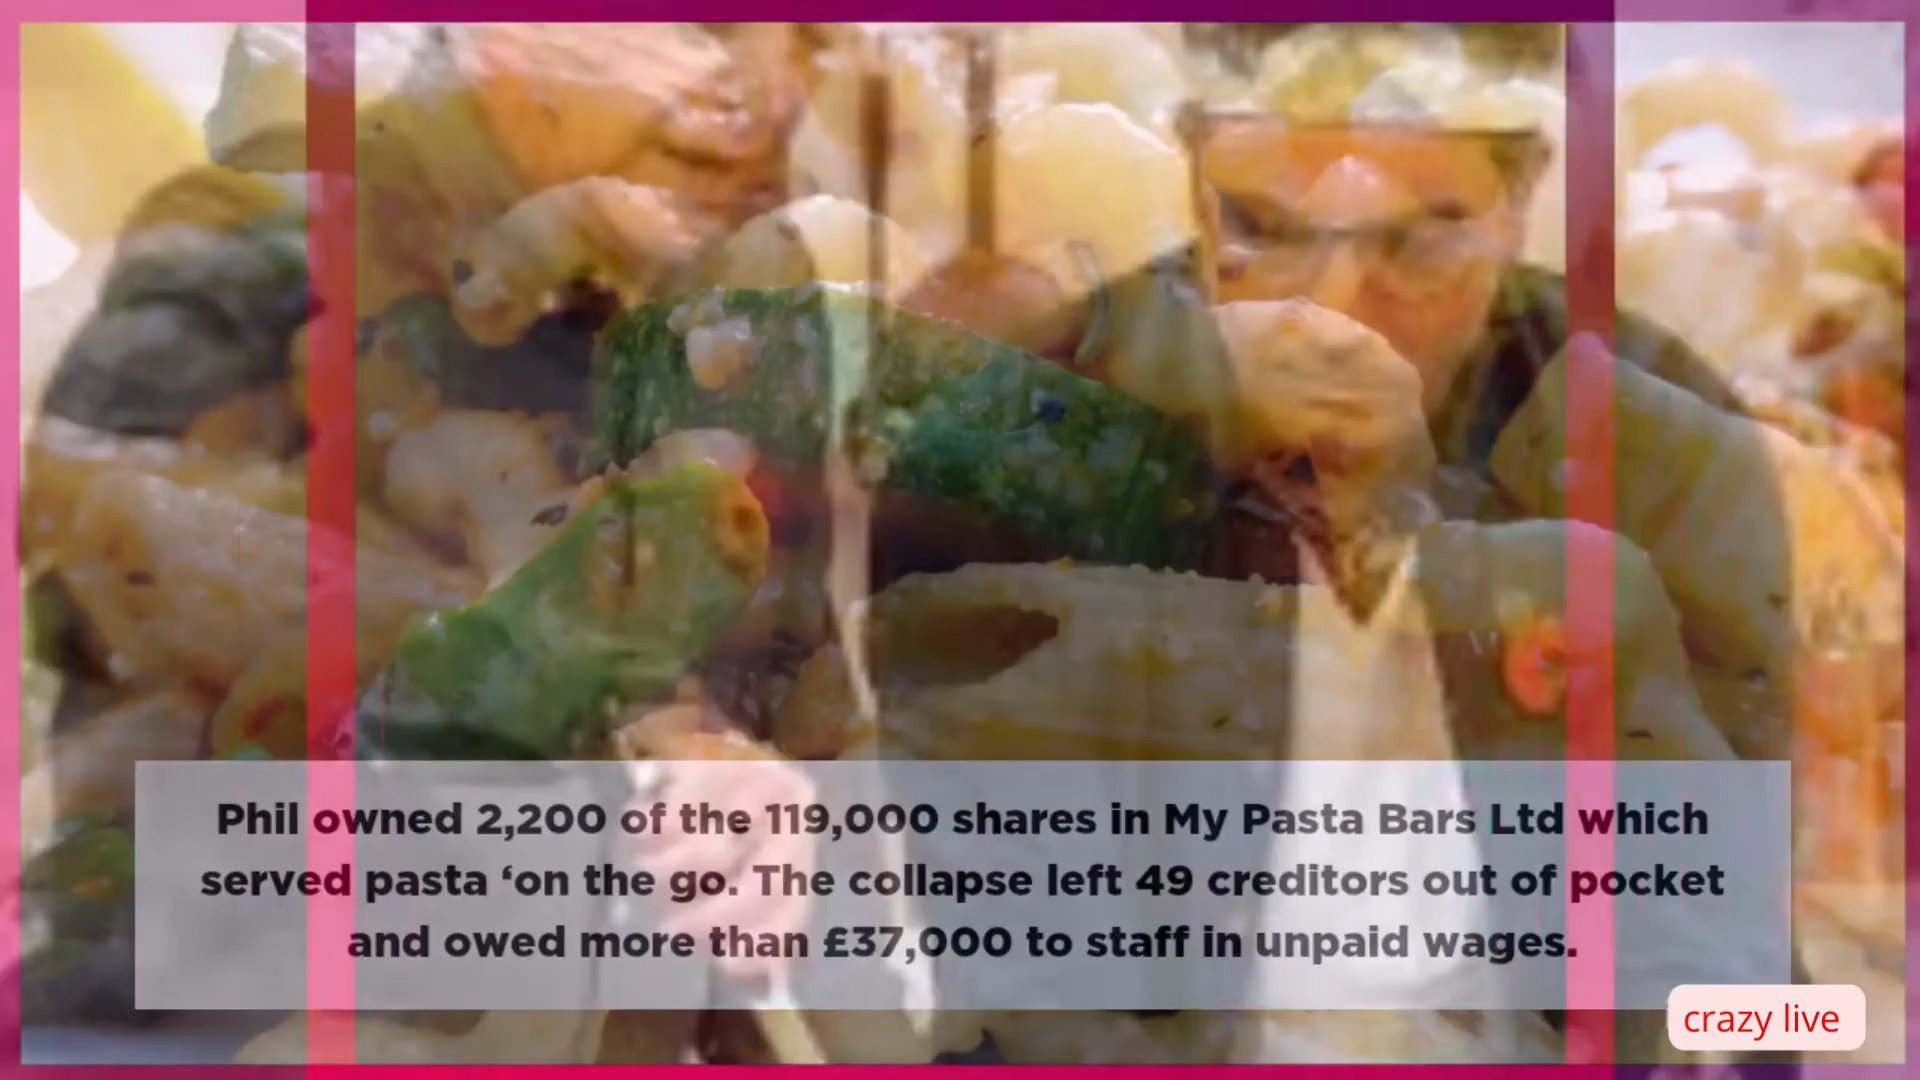 Phil owned 2,200 of the 119,000 shares in My Pasta Bars Ltd which
served pasta ‘on the go. The collapse left 49 creditors out of pocket
and owed more than £37,000 to staff in unpaid wages.
crazy live